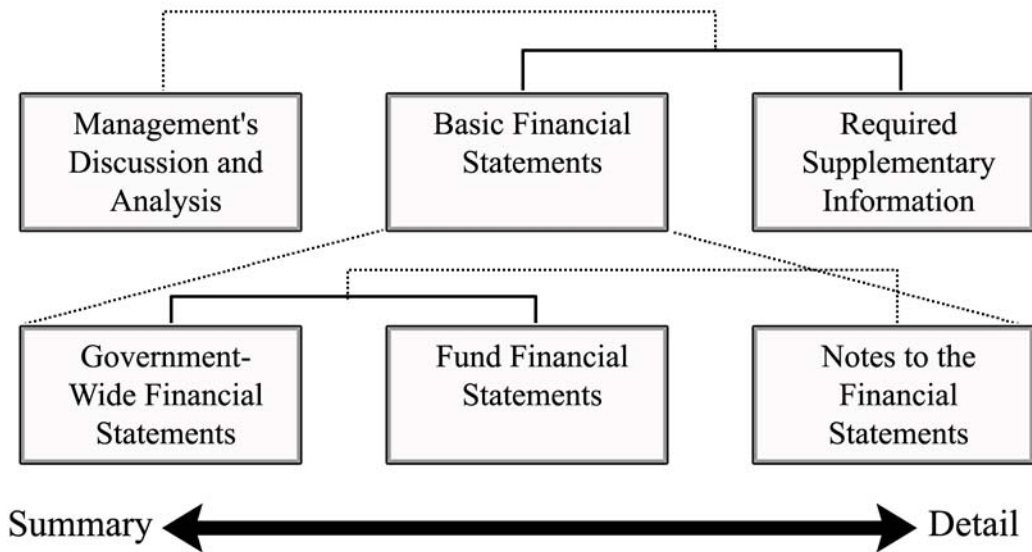 Management's
Discussion and
Analysis
Basic Financial
Statements
Required
Supplementary
Information
Government-
Wide Financial
Statements
Fund Financial
Statements
Notes to the
Financial
Statements
Summary
Detail